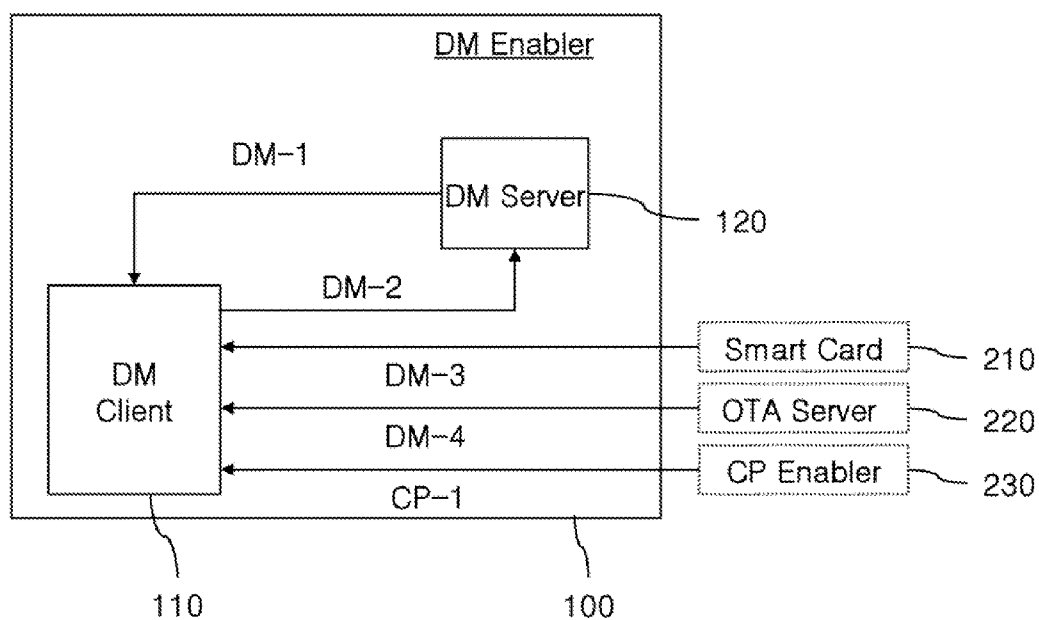 DM Enabler
DM-1
DM Server
120
DM-2
Smart Card
210
DM
Client
DM-3
OTA Server
220
DM-4
CP Enabler
230
CP-1
110
100